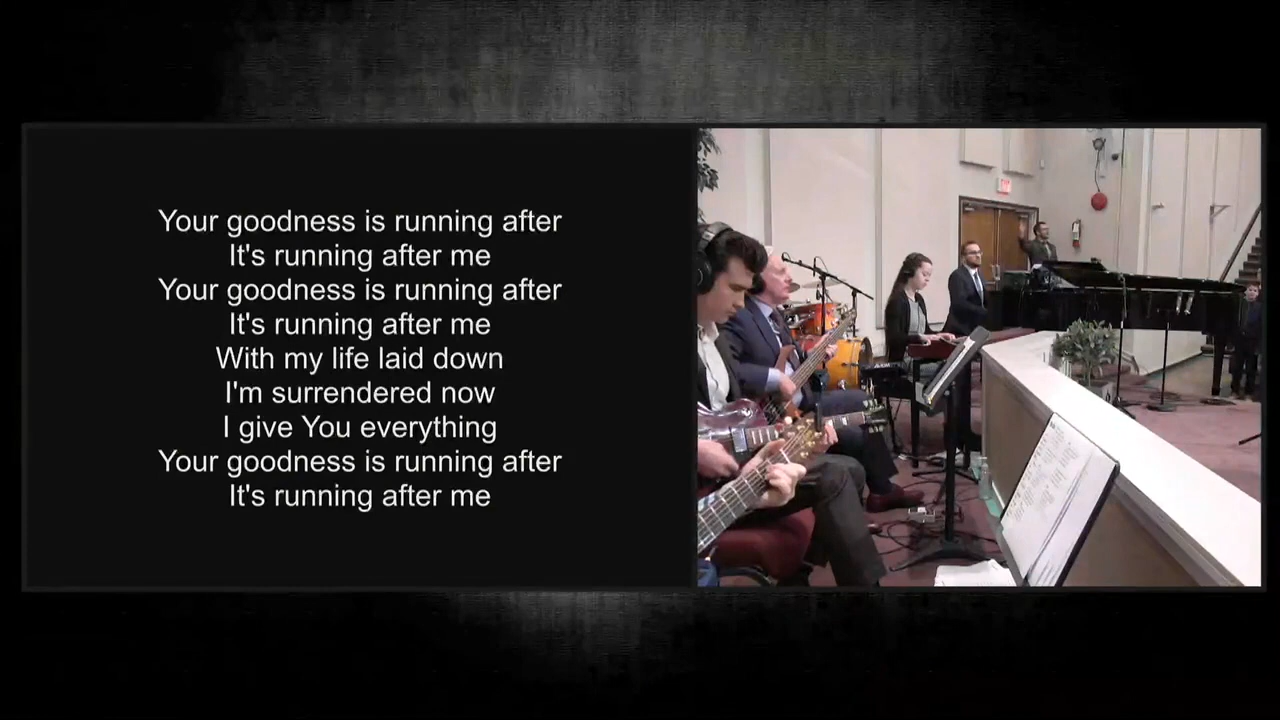 Your goodness is running after
It's running after me
Your goodness is running after
It's running after me
With my life laid down
I'm surrendered now
I give You everything
Your goodness is running after
It's running after me